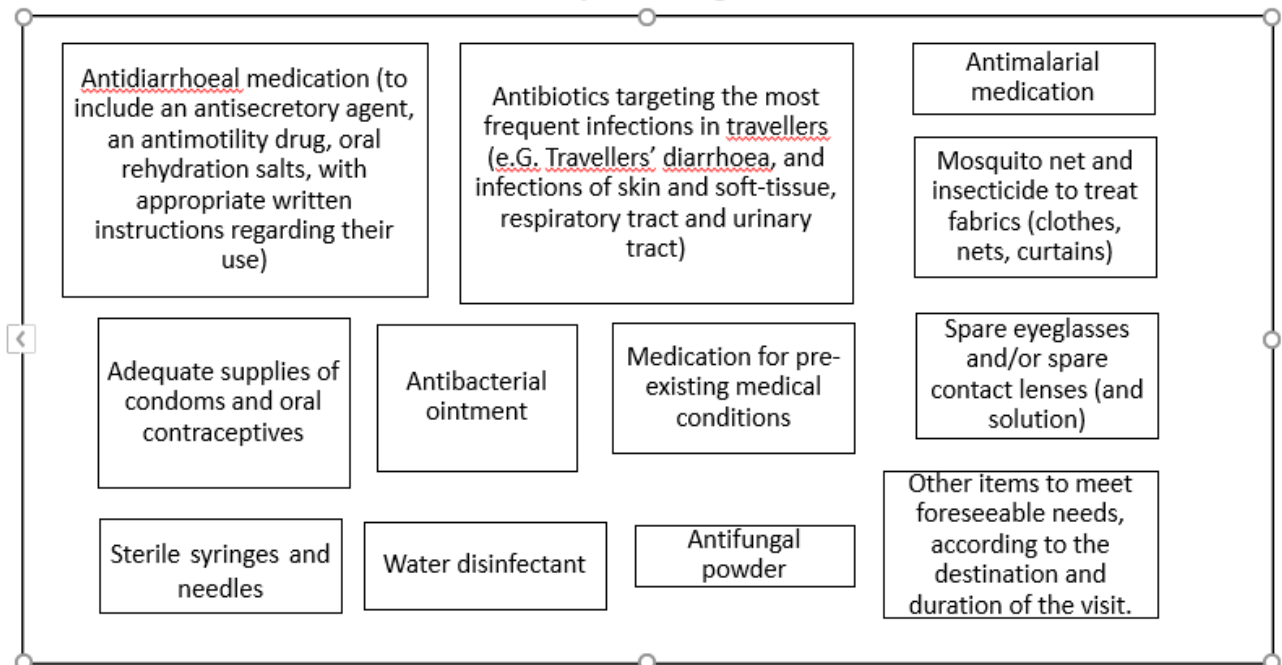 Antidiarrhoeal medication (to
include an antisecretory agent,
an antimotility drug, oral
rehydration salts, with
appropriate written
instructions regarding their
use)
Antibiotics targeting the most
frequent infections in travellers
(e.G. Travellers’ diarrhoea, and
infections of skin and soft-tissue,
respiratory tract and urinary
tract)
Antimalarial
medication
Mosquito net and
insecticide to treat
fabrics (clothes,
nets, curtains)
Adequate supplies of
condoms and oral
contraceptives
Antibacterial
ointment
Medication for pre-
existing medical
conditions
Spare eyeglasses
and/or spare
contact lenses (and
solution)
Sterile syringes and
needles
Water disinfectant
Antifungal
powder
Other items to meet
foreseeable needs,
according to the
destination and
duration of the visit.